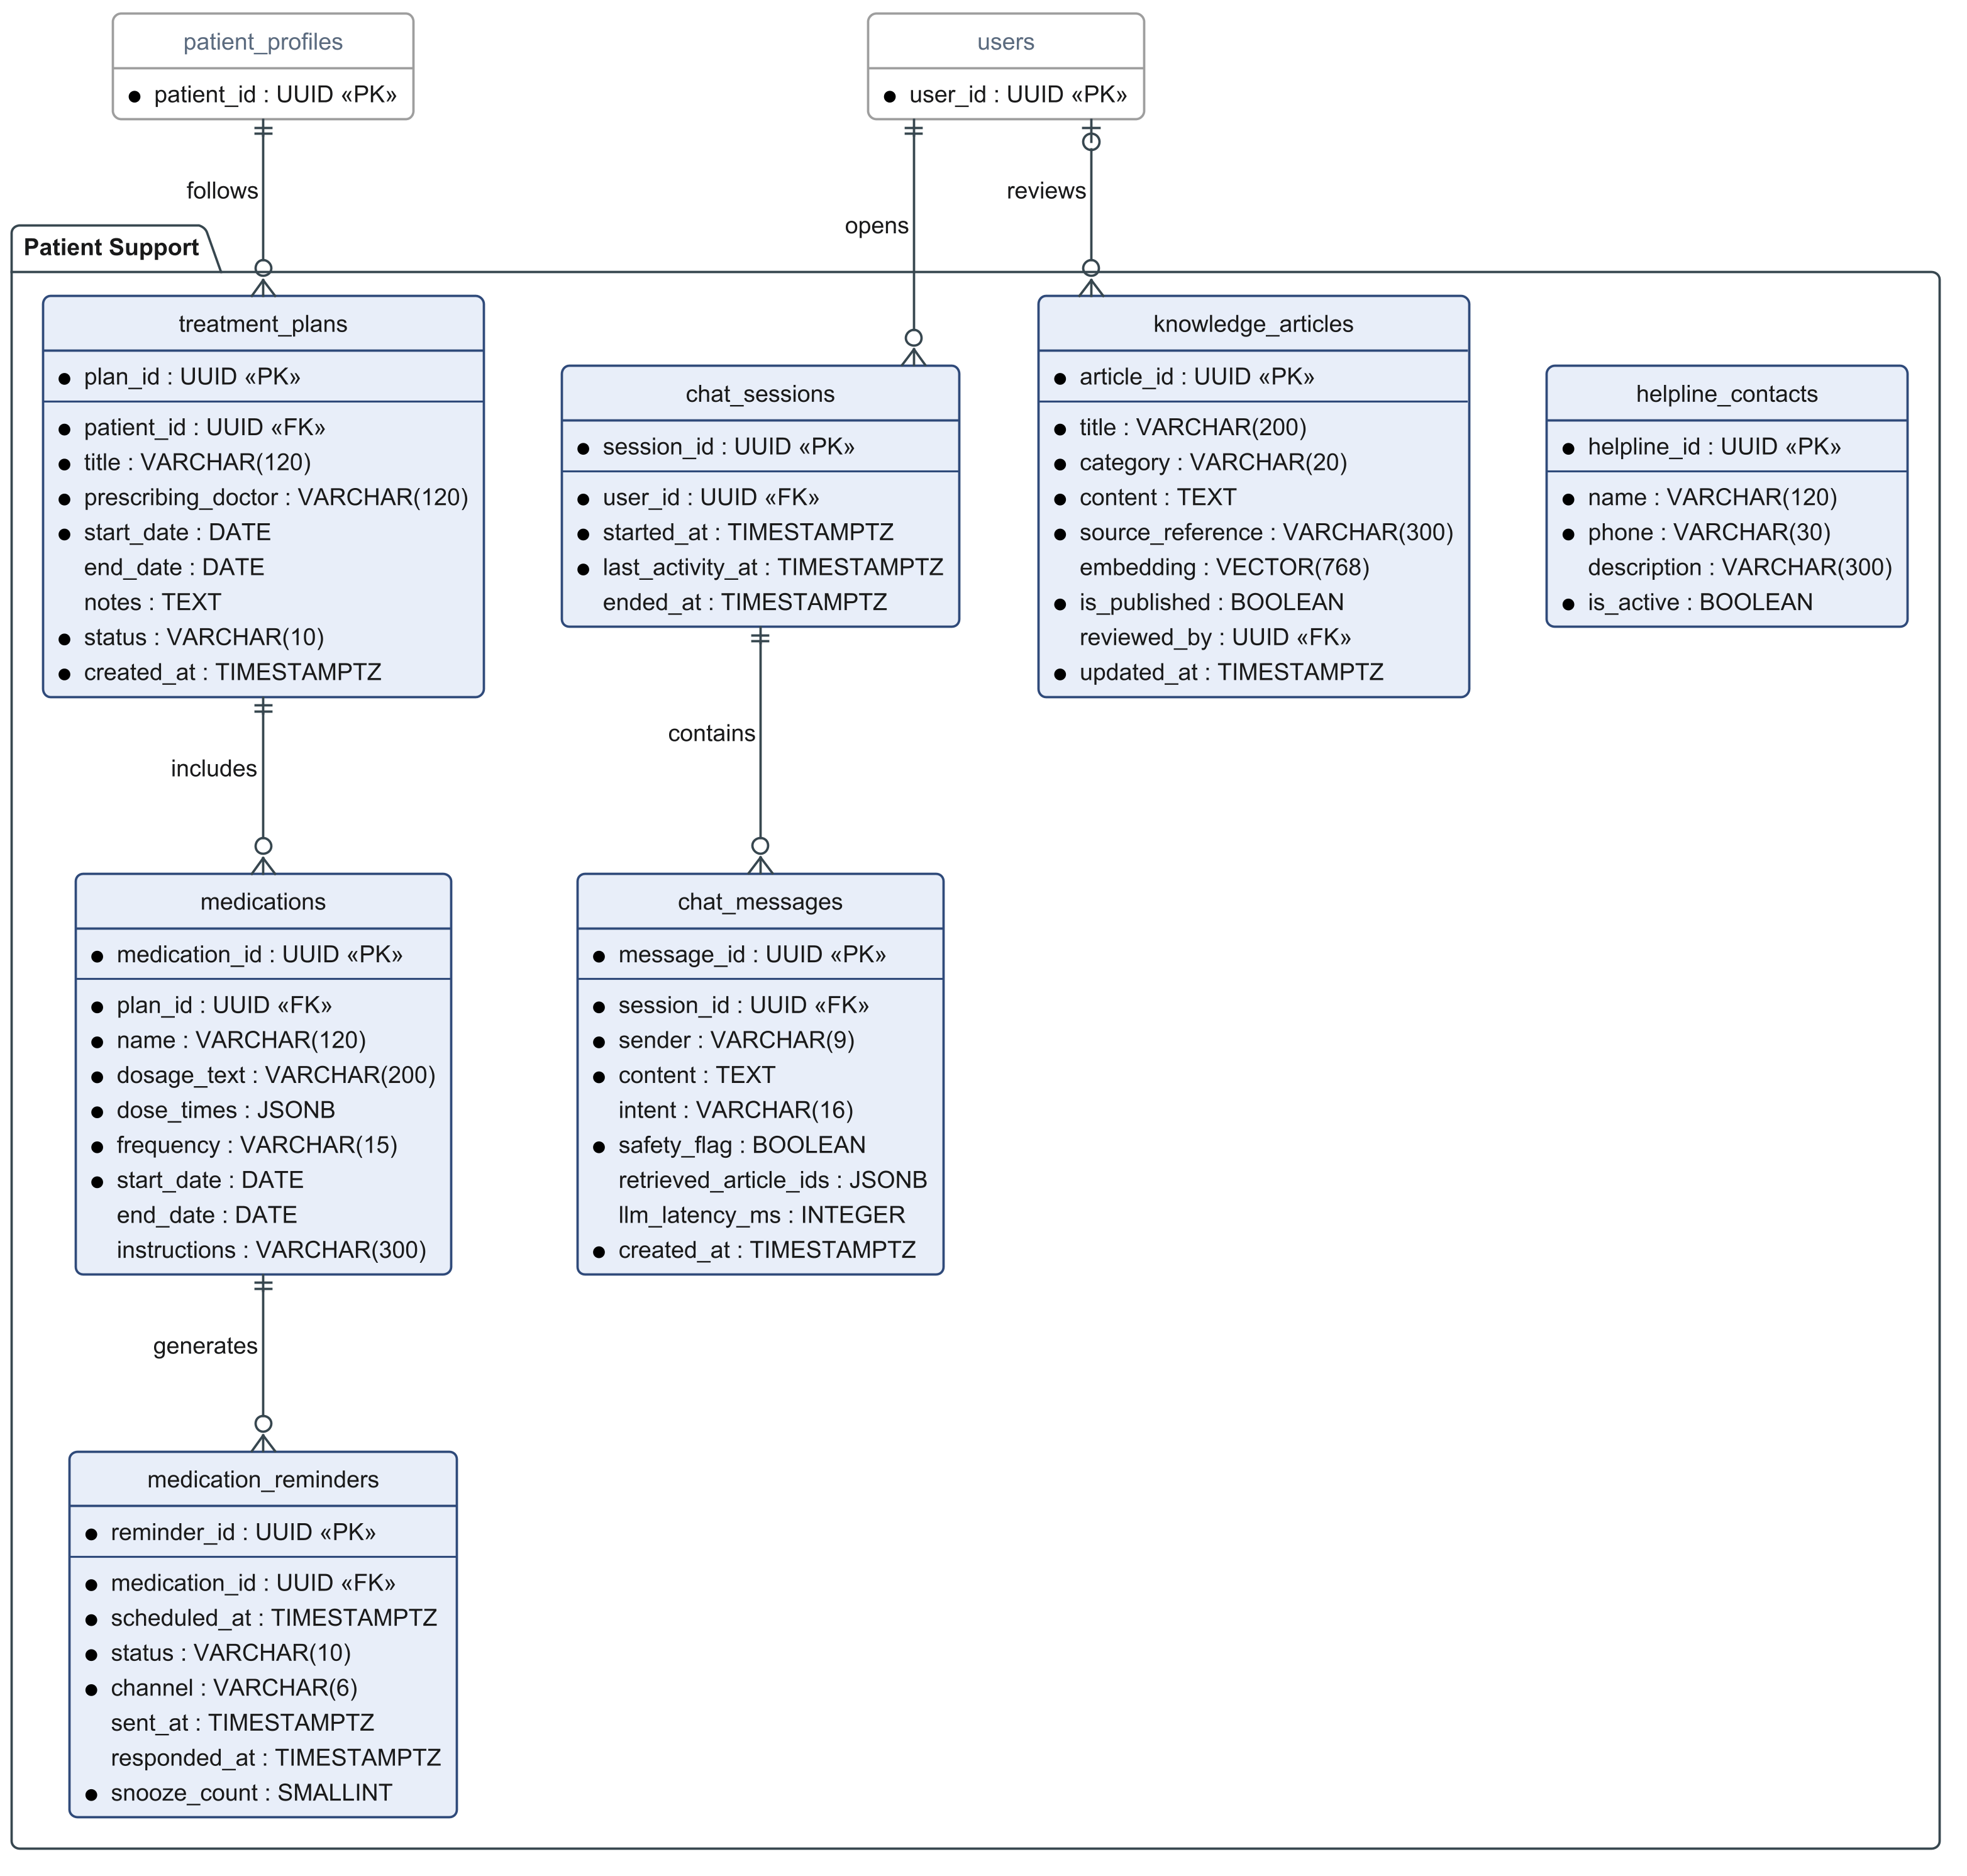 patient_profiles
patient_id : UUID «PK»
users
user_id : UUID «PK»
follows
opens
reviews
Patient Support
treatment_plans
plan_id : UUID «PK»
patient_id : UUID «FK»
title : VARCHAR(120)
prescribing_doctor : VARCHAR(120)
start_date : DATE
end_date : DATE
notes : TEXT
status : VARCHAR(10)
created_at : TIMESTAMPTZ
chat_sessions
session_id : UUID «PK»
user_id : UUID «FK»
started_at : TIMESTAMPTZ
last_activity_at : TIMESTAMPTZ
ended_at : TIMESTAMPTZ
knowledge_articles
article_id : UUID «PK»
title : VARCHAR(200)
category : VARCHAR(20)
content : TEXT
source_reference : VARCHAR(300)
embedding : VECTOR(768)
is_published : BOOLEAN
reviewed_by : UUID «FK»
updated_at : TIMESTAMPTZ
helpline_contacts
helpline_id : UUID «PK»
name : VARCHAR(120)
phone : VARCHAR(30)
description : VARCHAR(300)
is_active : BOOLEAN
includes
contains
medications
medication_id : UUID «PK»
plan_id : UUID «FK»
name : VARCHAR(120)
dosage_text : VARCHAR(200)
dose_times : JSONB
frequency : VARCHAR(15)
start_date : DATE
end_date : DATE
instructions : VARCHAR(300)
chat_messages
message_id : UUID «PK»
session_id : UUID «FK»
sender : VARCHAR(9)
content : TEXT
intent : VARCHAR(16)
safety_flag : BOOLEAN
retrieved_article_ids : JSONB
llm_latency_ms : INTEGER
created_at : TIMESTAMPTZ
generates
medication_reminders
reminder_id : UUID «PK»
medication_id : UUID «FK»
scheduled_at : TIMESTAMPTZ
status : VARCHAR(10)
channel : VARCHAR(6)
sent_at : TIMESTAMPTZ
responded_at : TIMESTAMPTZ
snooze_count : SMALLINT